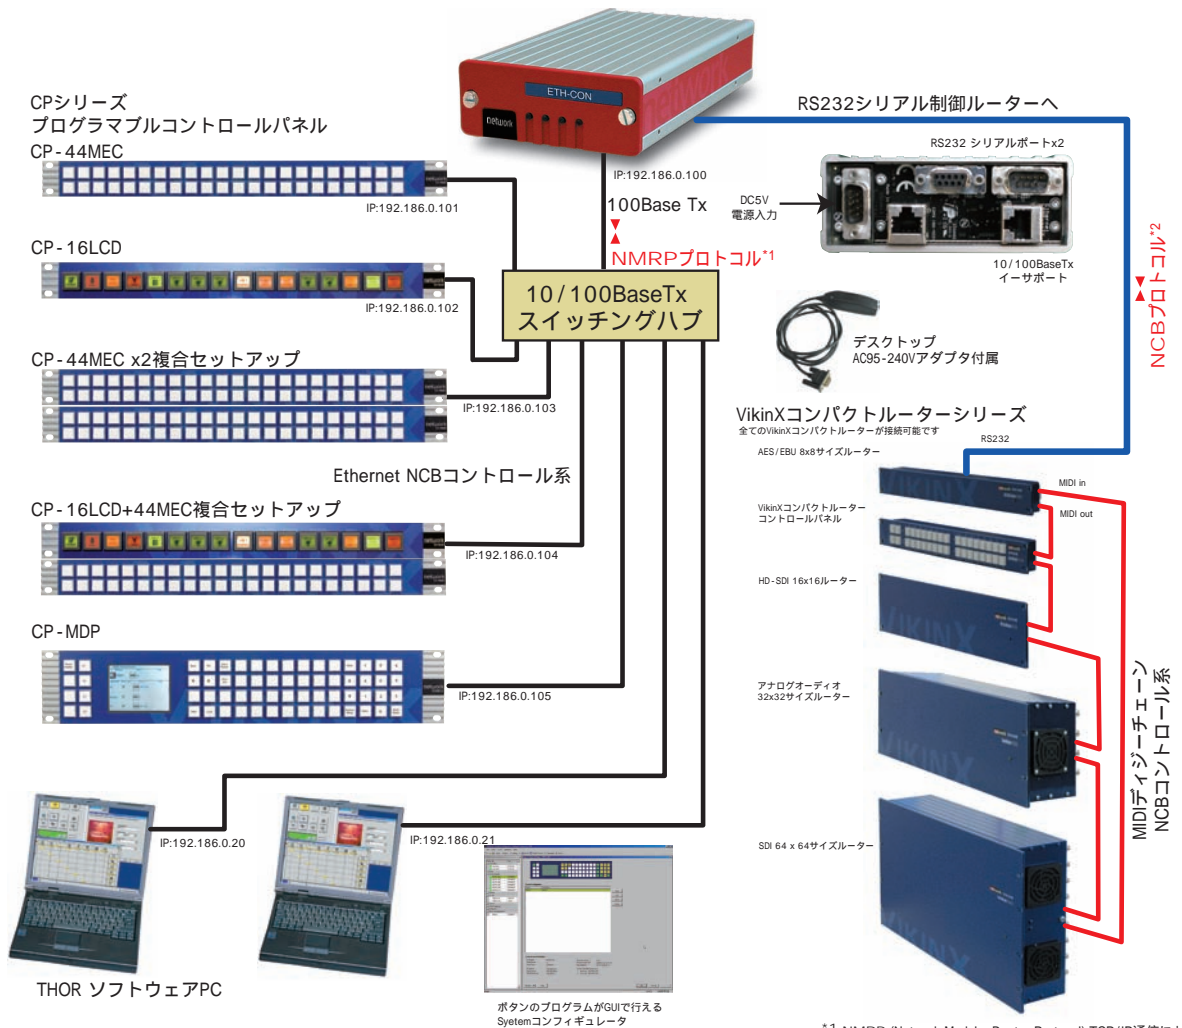 ETH-CON
network
network
CPシリーズ
プログラマブルコントロールパネル
CP-44MEC
IP:192.186.0.101
CP-16LCD
IP:192.186.0.102
CP-44MEC x2複合セットアップ
IP:192.186.0.103
Ethernet NCBコントロール系
CP-16LCD+44MEC複合セットアップ
IP:192.186.0.104
CP-MDP
IP:192.186.0.105
IP:192.186.0.20
IP:192.186.0.21
THOR ソフトウェアPC
ボタンのプログラムがGUIで行える
Syetemコンフィギュレータ
IP:192.186.0.100
100Base Tx
NMRPプロトコル*1
10/100BaseTx
スイッチングハブ
RS232シリアル制御ルーターへ
RS232 シリアルポートx2
DC5V
電源入力
10/100BaseTx
イーサポート
デスクトップ
AC95-240Vアダプタ付属
NCBプロトコル*2
VikinXコンパクトルーターシリーズ
全てのVikinXコンパクトルーターが接続可能です
RS232
AES/EBU 8x8サイズルーター
MIDI in
MIDI out
VikinXコンパクトルーター
コントロールパネル
HD-SDI 16x16ルーター
アナログオーディオ
32x32サイズルーター
SDI 64 x 64サイズルーター
MIDIディジーチェーン
NCBコントロール系
VIKINX
VIKINX
VIKINX
VIKINX